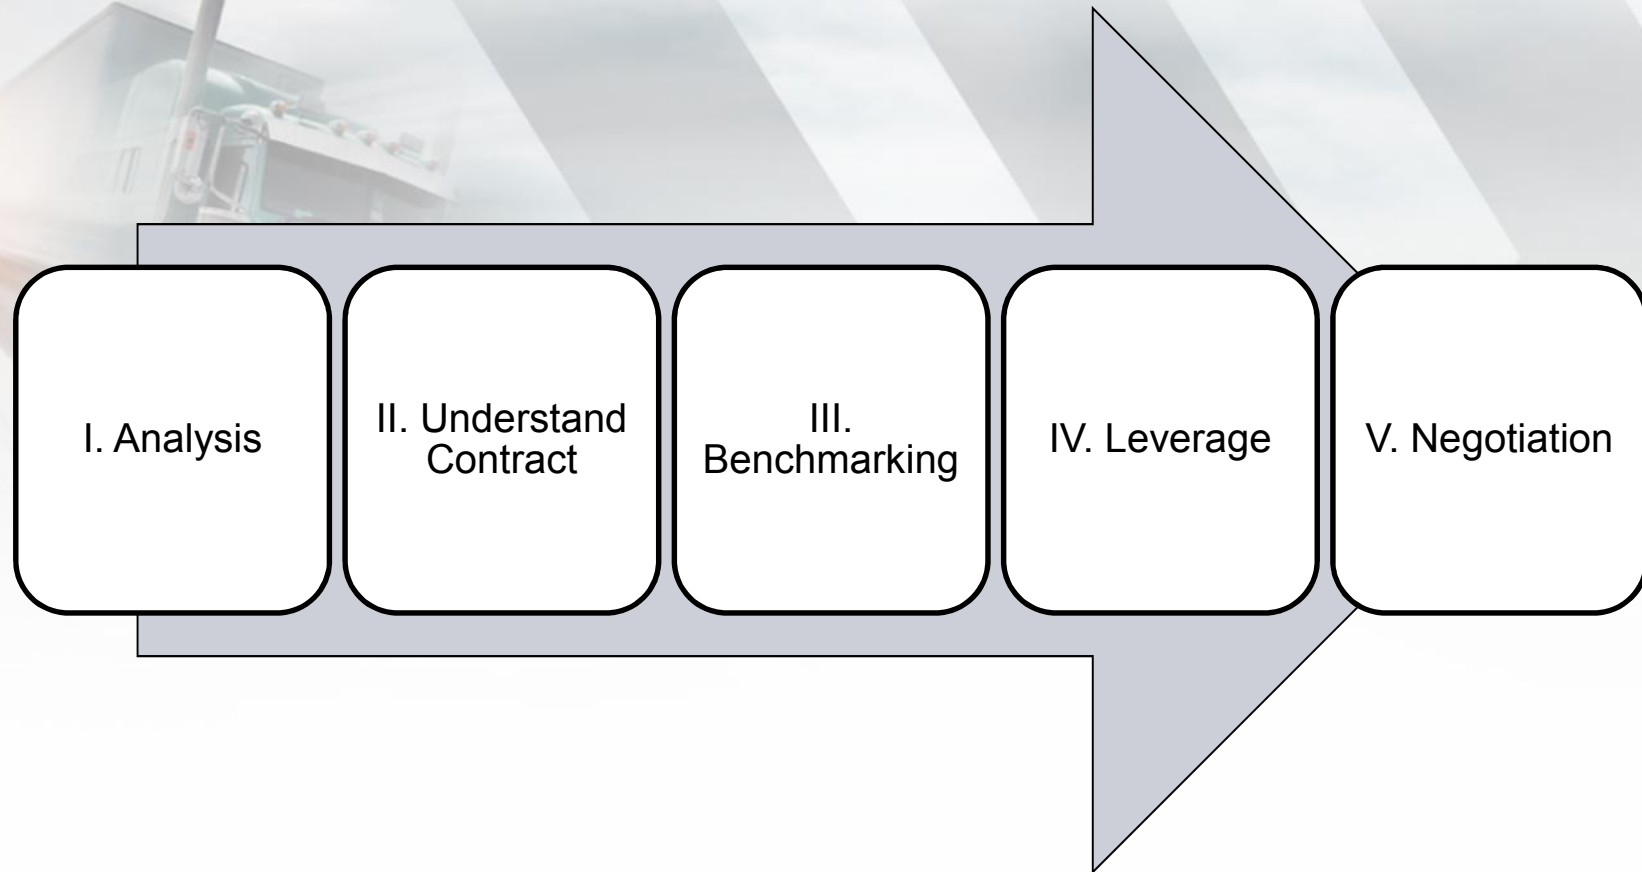 I. Analysis
II. Understand
Contract
III.
Benchmarking
IV. Leverage
V. Negotiation